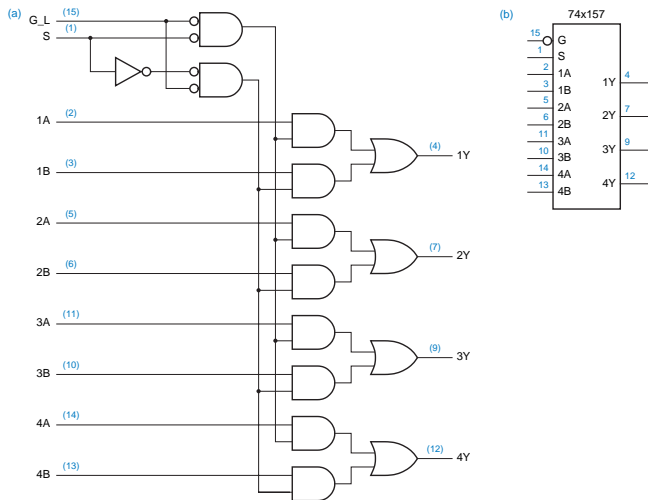 (a)
G_L (15)
S (1)
1A (2)
(4) 1Y
1B (3)
2A (5)
(7) 2Y
2B (6)
3A (11)
(9) 3Y
3B (10)
4A (14)
(12) 4Y
4B (13)
(b)
74x157
15 G
1 S
2 1A
3 1B
5 2A
6 2B
11 3A
10 3B
14 4A
13 4B
1Y 4
2Y 7
3Y 9
4Y 12